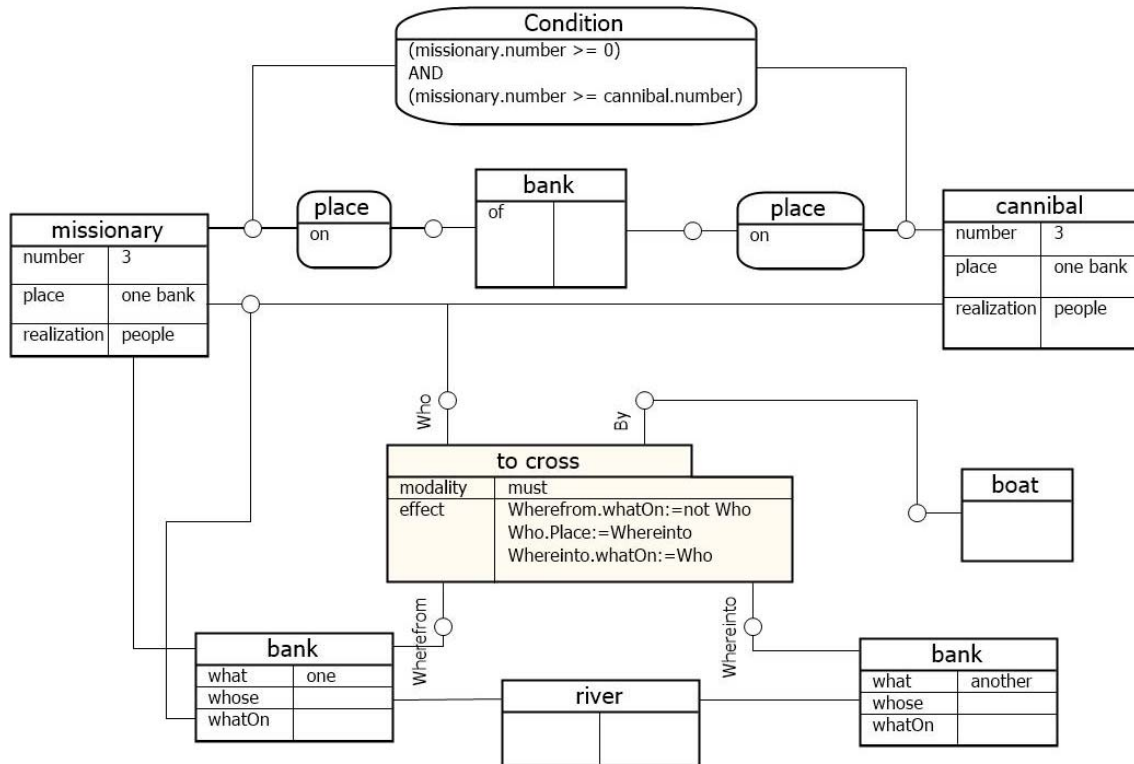 Condition
(missionary.number >= 0)
AND
(missionary.number >= cannibal.number)
missionary
number 3
place one bank
realization people
place
on
bank
of
place
on
cannibal
number 3
place one bank
realization people
Who
By
to cross
modality must
effect Wherefrom.whatOn:=not Who
Who.Place:=Whereinto
Whereinto.whatOn:=Who
boat
Wherefrom
Whereinto
bank
what one
whose
whatOn
river
bank
what another
whose
whatOn